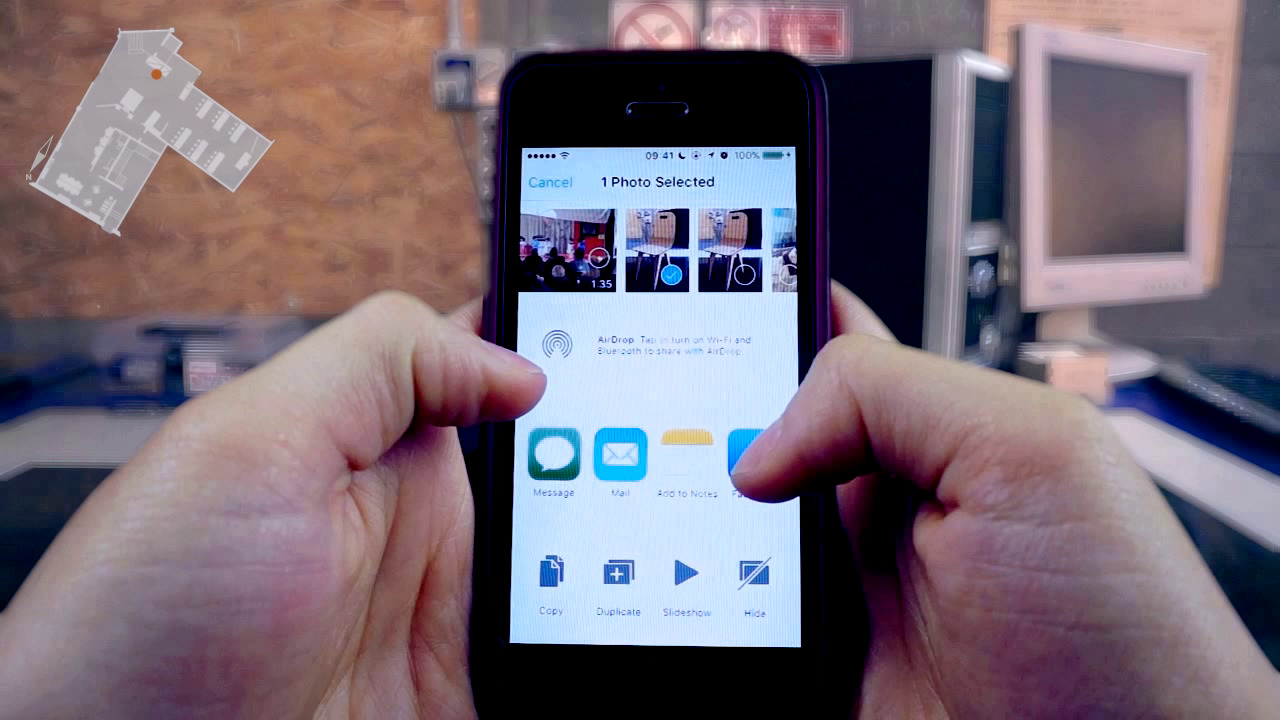 N
09:41
100%
Cancel
1 Photo Selected
1:35
AirDrop. Tap to turn on Wi-Fi and
Bluetooth to share with AirDrop.
Message
Mail
Add to Notes
Copy
Duplicate
Slideshow
Hide